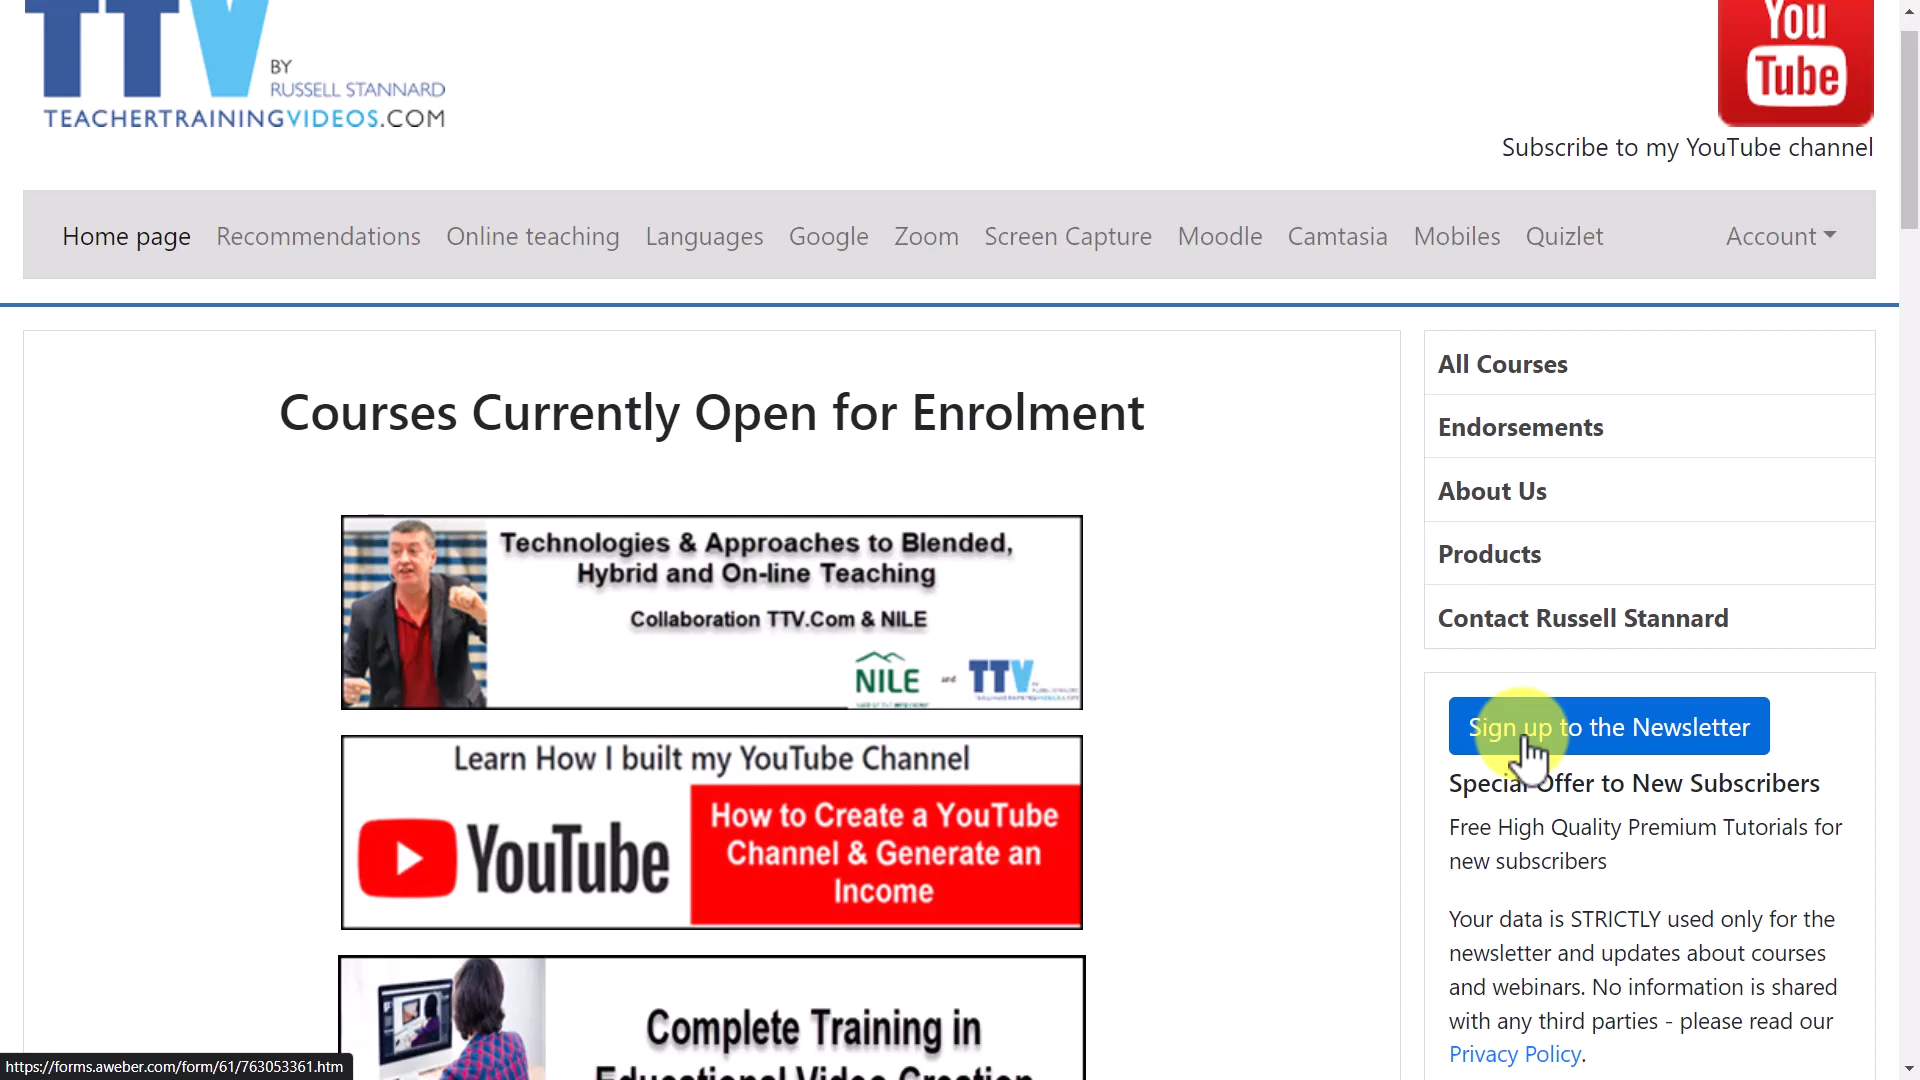 TTV
BY
RUSSELL STANNARD
TEACHERTRAININGVIDEOS.COM
You
Tube
Subscribe to my YouTube channel
Home page Recommendations Online teaching Languages Google Zoom Screen Capture Moodle Camtasia Mobiles Quizlet Account
Courses Currently Open for Enrolment
Technologies & Approaches to Blended,
Hybrid and On-line Teaching
Collaboration TTV.Com & NILE
NILE and TTV
Learn How I built my YouTube Channel
YouTube
How to Create a YouTube
Channel & Generate an
Income
Complete Training in
Educational Video Creation
All Courses
Endorsements
About Us
Products
Contact Russell Stannard
Sign up to the Newsletter
Special Offer to New Subscribers
Free High Quality Premium Tutorials for
new subscribers
Your data is STRICTLY used only for the
newsletter and updates about courses
and webinars. No information is shared
with any third parties - please read our
Privacy Policy.
https://forms.aweber.com/form/61/763053361.htm